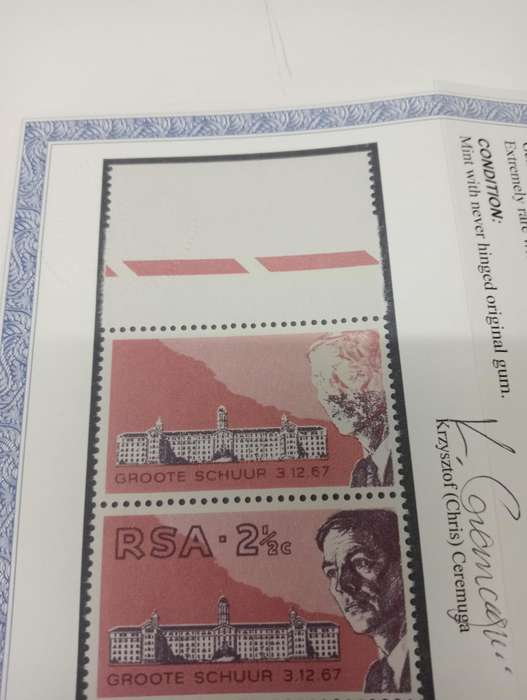 GROOTE SCHUUR 3.12.67
RSA · 2½c
GROOTE SCHUUR 3.12.67
Extremely rare
CONDITION:
Mint with never hinged original gum.
Krzysztof (Chris) Ceremuga